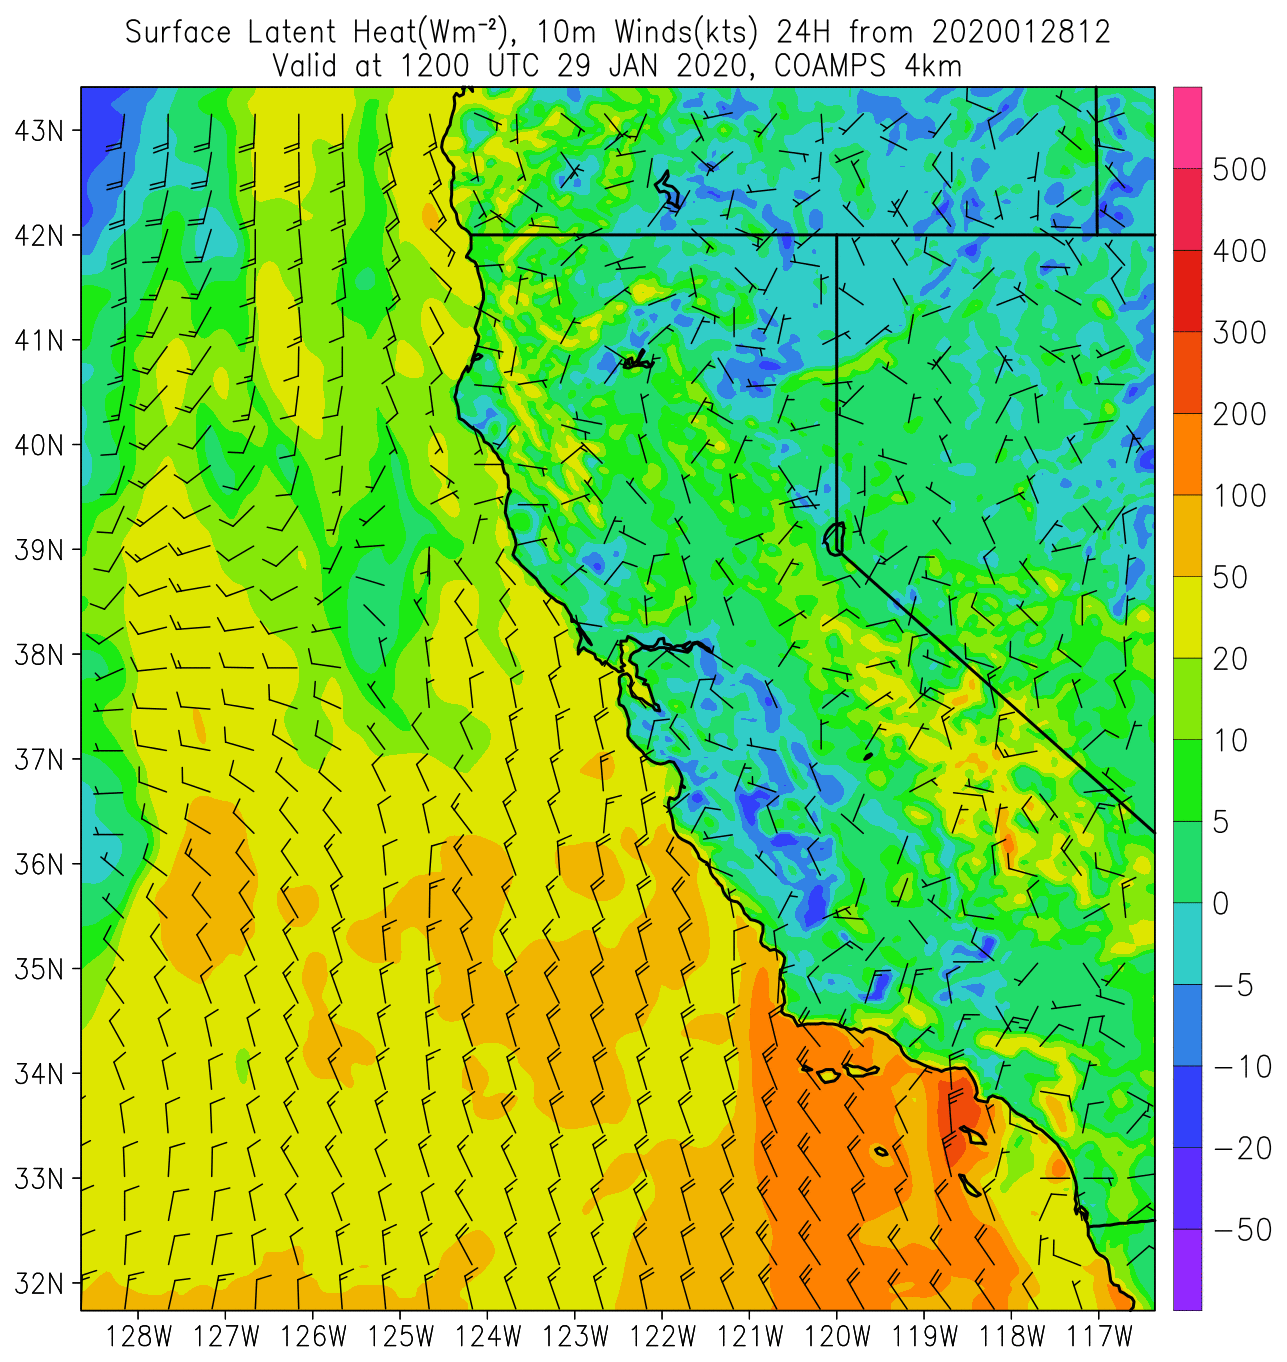 Surface Latent Heat(Wm⁻²), 10m Winds(kts) 24H from 2020012812
Valid at 1200 UTC 29 JAN 2020, COAMPS 4km
43N
42N
41N
40N
39N
38N
37N
36N
35N
34N
33N
32N
128W 127W 126W 125W 124W 123W 122W 121W 120W 119W 118W 117W
500
400
300
200
100
50
20
10
5
0
−5
−10
−20
−50